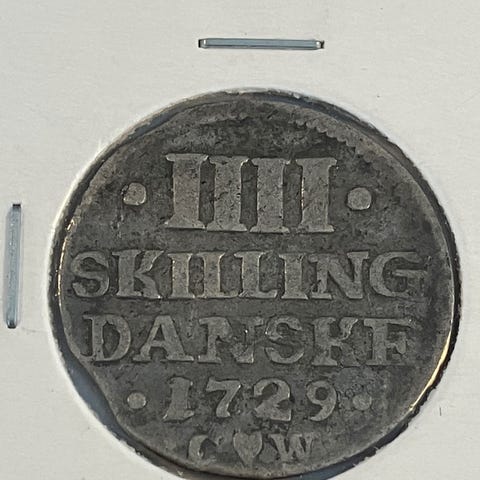 · IIII ·
SKILLING
DANSKE
· 1729 ·
C ♥ W